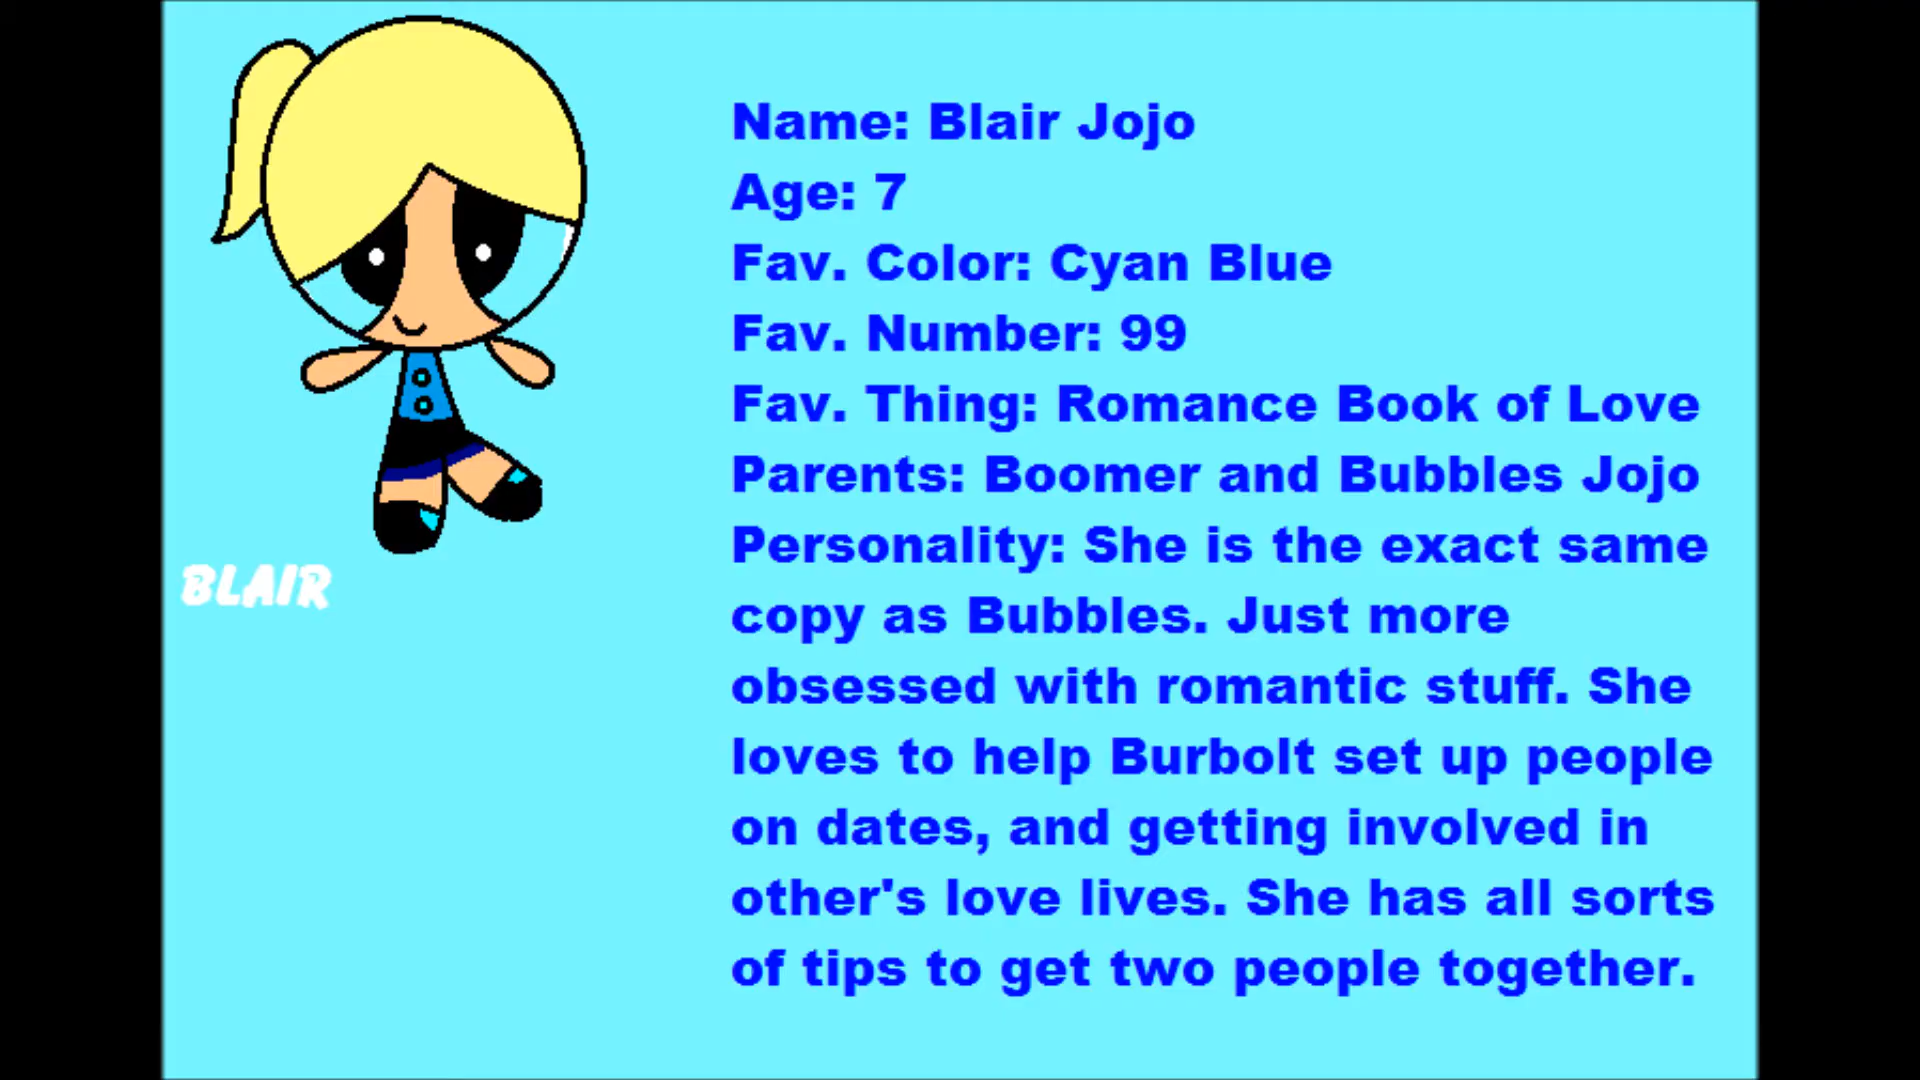 Name: Blair Jojo
Age: 7
Fav. Color: Cyan Blue
Fav. Number: 99
Fav. Thing: Romance Book of Love
Parents: Boomer and Bubbles Jojo
Personality: She is the exact same
copy as Bubbles. Just more
obsessed with romantic stuff. She
loves to help Burbolt set up people
on dates, and getting involved in
other's love lives. She has all sorts
of tips to get two people together.
BLAIR